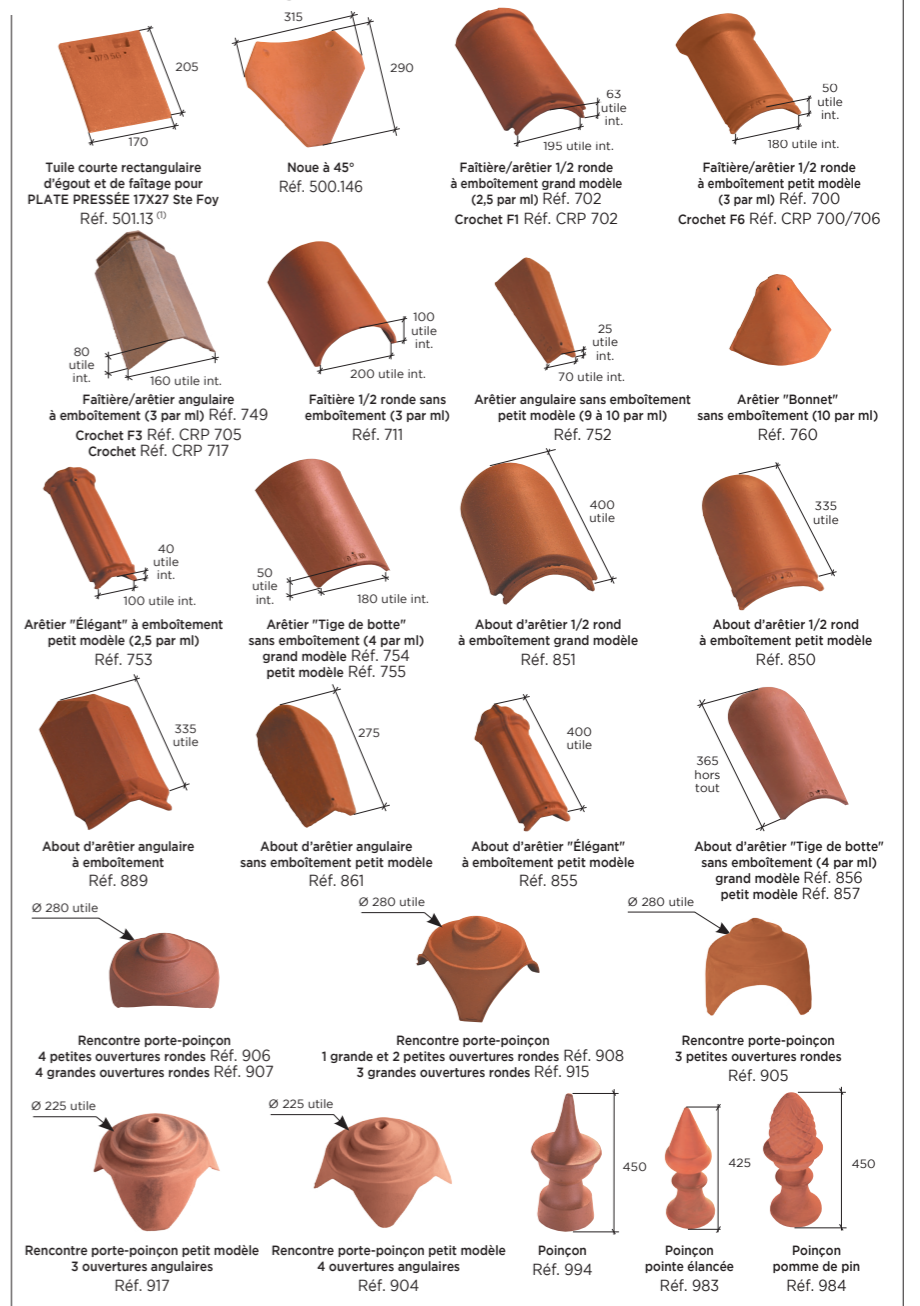 315
205
290
170
63
utile
int.
195 utile int.
50
utile
int.
180 utile int.
Tuile courte rectangulaire
d'égout et de faîtage pour
PLATE PRESSÉE 17X27 Ste Foy
Réf. 501.13 (1)
Noue à 45°
Réf. 500.146
Faîtière/arêtier 1/2 ronde
à emboîtement grand modèle
(2,5 par ml) Réf. 702
Crochet F1 Réf. CRP 702
Faîtière/arêtier 1/2 ronde
à emboîtement petit modèle
(3 par ml) Réf. 700
Crochet F6 Réf. CRP 700/706
80
utile
int.
160 utile int.
100
utile
int.
200 utile int.
25
utile
int.
70 utile int.
Faîtière/arêtier angulaire
à emboîtement (3 par ml) Réf. 749
Crochet F3 Réf. CRP 705
Crochet Réf. CRP 717
Faîtière 1/2 ronde sans
emboîtement (3 par ml)
Réf. 711
Arêtier angulaire sans emboîtement
petit modèle (9 à 10 par ml)
Réf. 752
Arêtier "Bonnet"
sans emboîtement (10 par ml)
Réf. 760
40
utile
int.
100 utile int.
50
utile
int.
180 utile int.
400
utile
335
utile
Arêtier "Élégant" à emboîtement
petit modèle (2,5 par ml)
Réf. 753
Arêtier "Tige de botte"
sans emboîtement (4 par ml)
grand modèle Réf. 754
petit modèle Réf. 755
About d'arêtier 1/2 rond
à emboîtement grand modèle
Réf. 851
About d'arêtier 1/2 rond
à emboîtement petit modèle
Réf. 850
335
utile
275
400
utile
365
hors
tout
About d'arêtier angulaire
à emboîtement
Réf. 889
About d'arêtier angulaire
sans emboîtement petit modèle
Réf. 861
About d'arêtier "Élégant"
à emboîtement petit modèle
Réf. 855
About d'arêtier "Tige de botte"
sans emboîtement (4 par ml)
grand modèle Réf. 856
petit modèle Réf. 857
Ø 280 utile
Ø 280 utile
Ø 280 utile
Rencontre porte-poinçon
4 petites ouvertures rondes Réf. 906
4 grandes ouvertures rondes Réf. 907
Rencontre porte-poinçon
1 grande et 2 petites ouvertures rondes Réf. 908
3 grandes ouvertures rondes Réf. 915
Rencontre porte-poinçon
3 petites ouvertures rondes
Réf. 905
Ø 225 utile
Ø 225 utile
450
425
450
Rencontre porte-poinçon petit modèle
3 ouvertures angulaires
Réf. 917
Rencontre porte-poinçon petit modèle
4 ouvertures angulaires
Réf. 904
Poinçon
Réf. 994
Poinçon
pointe élancée
Réf. 983
Poinçon
pomme de pin
Réf. 984